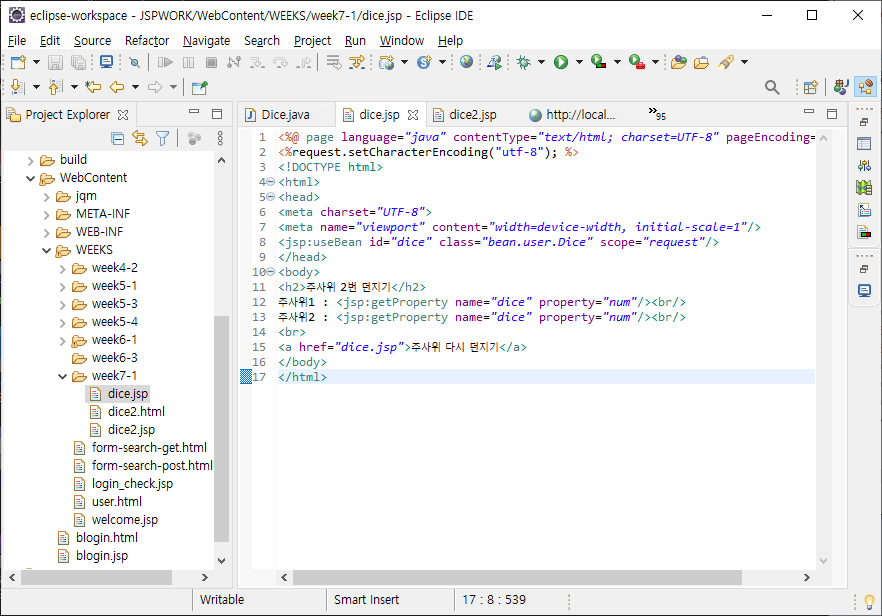 eclipse-workspace - JSPWORK/WebContent/WEEKS/week7-1/dice.jsp - Eclipse IDE
File Edit Source Refactor Navigate Search Project Run Window Help
Project Explorer
build
WebContent
jqm
META-INF
WEB-INF
WEEKS
week4-2
week5-1
week5-3
week5-4
week6-1
week6-3
week7-1
dice.jsp
dice2.html
dice2.jsp
form-search-get.html
form-search-post.html
login_check.jsp
user.html
welcome.jsp
blogin.html
blogin.jsp
Dice.java dice.jsp dice2.jsp http://local... »95
1 <%@ page language="java" contentType="text/html; charset=UTF-8" pageEncoding=
2 <%request.setCharacterEncoding("utf-8"); %>
3 <!DOCTYPE html>
4 <html>
5 <head>
6 <meta charset="UTF-8">
7 <meta name="viewport" content="width=device-width, initial-scale=1"/>
8 <jsp:useBean id="dice" class="bean.user.Dice" scope="request"/>
9 </head>
10 <body>
11 <h2>주사위 2번 던지기</h2>
12 주사위1 : <jsp:getProperty name="dice" property="num"/><br/>
13 주사위2 : <jsp:getProperty name="dice" property="num"/><br/>
14 <br>
15 <a href="dice.jsp">주사위 다시 던지기</a>
16 </body>
17 </html>
Writable Smart Insert 17 : 8 : 539